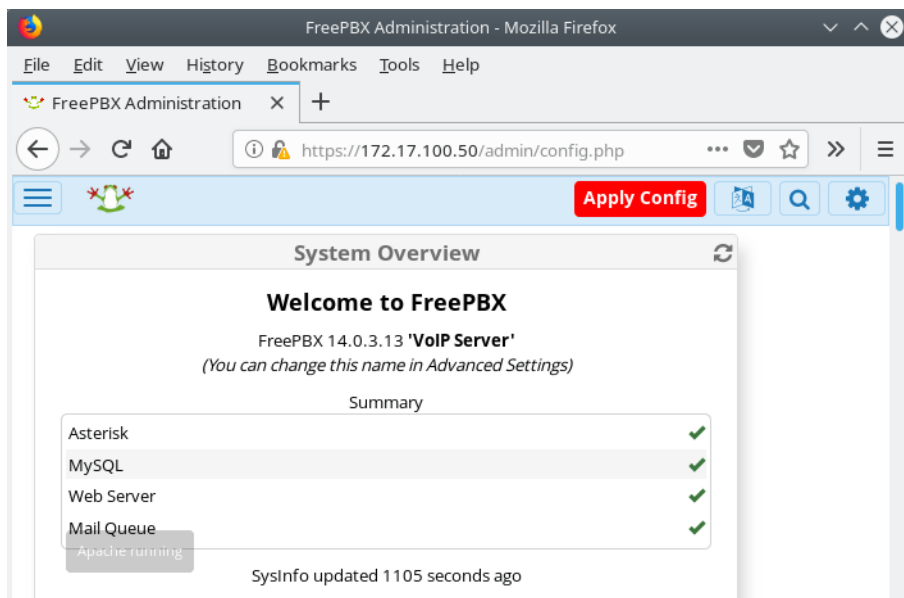 FreePBX Administration - Mozilla Firefox
File Edit View History Bookmarks Tools Help
FreePBX Administration
https://172.17.100.50/admin/config.php
Apply Config
System Overview
Welcome to FreePBX
FreePBX 14.0.3.13 'VoIP Server'
(You can change this name in Advanced Settings)
Summary
Asterisk
MySQL
Web Server
Mail Queue
Apache running
SysInfo updated 1105 seconds ago